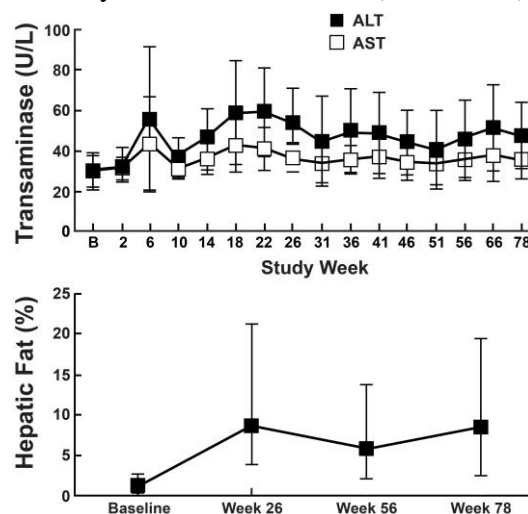 ALT
AST
Transaminase (U/L)
100
80
60
40
20
0
B 2 6 10 14 18 22 26 31 36 41 46 51 56 66 78
Study Week
Hepatic Fat (%)
25
20
15
10
5
0
Baseline Week 26 Week 56 Week 78